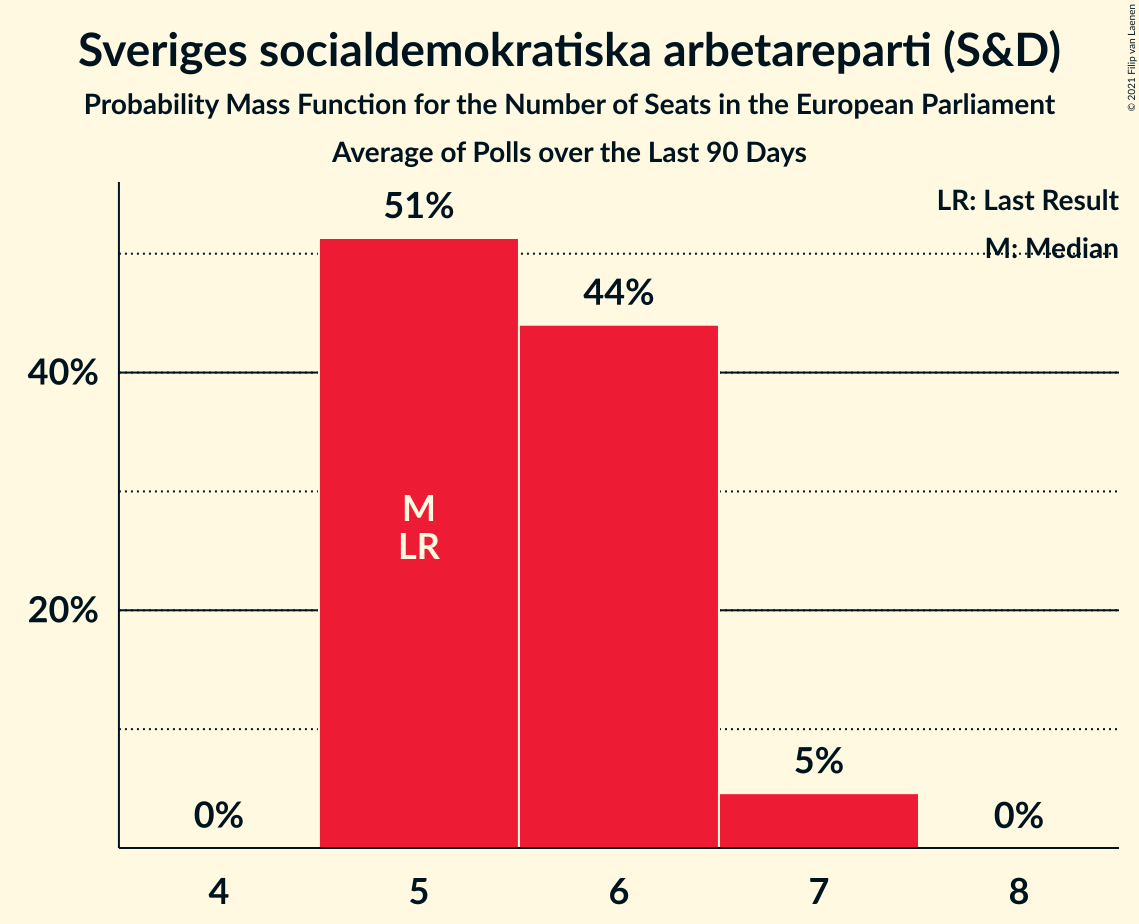 Sveriges socialdemokratiska arbetareparti (S&D)
Probability Mass Function for the Number of Seats in the European Parliament
Average of Polls over the Last 90 Days
© 2021 Filip van Laenen
LR: Last Result
M: Median
51%
44%
40%
M
LR
20%
5%
0%
0%
4
5
6
7
8